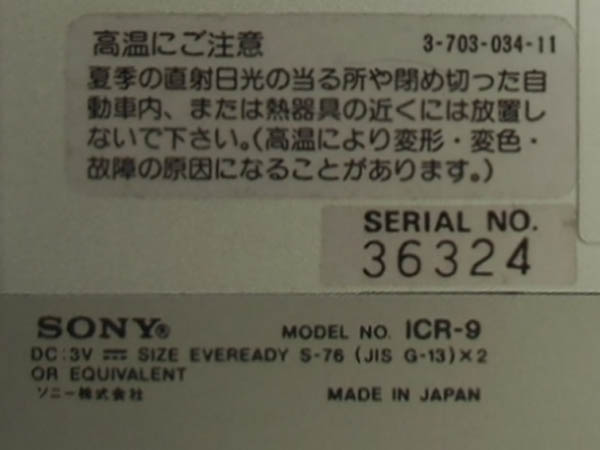 高温にご注意 3-703-034-11
夏季の直射日光の当る所や閉め切った自
動車内、または熱器具の近くには放置し
ないで下さい。(高温により変形・変色・
故障の原因になることがあります。)
SERIAL NO.
36324
SONY® MODEL NO. ICR-9
DC:3V ⎓ SIZE EVEREADY S-76 (JIS G-13)×2
OR EQUIVALENT
ソニー株式会社 MADE IN JAPAN